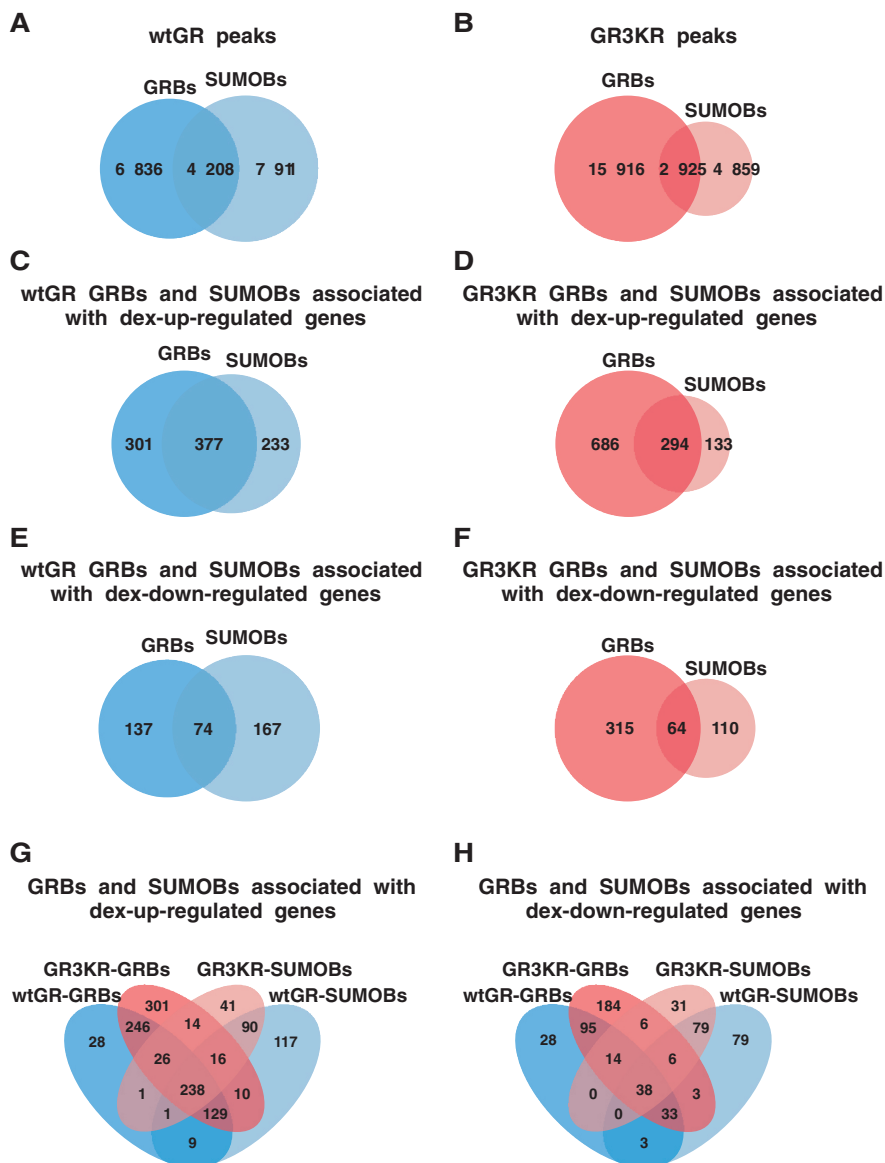 A
wtGR peaks
GRBs
SUMOBs
6 836
4 208
7 911
B
GR3KR peaks
GRBs
SUMOBs
15 916
2 925
4 859
C
wtGR GRBs and SUMOBs associated
with dex-up-regulated genes
GRBs
SUMOBs
301
377
233
D
GR3KR GRBs and SUMOBs associated
with dex-up-regulated genes
GRBs
SUMOBs
686
294
133
E
wtGR GRBs and SUMOBs associated
with dex-down-regulated genes
GRBs
SUMOBs
137
74
167
F
GR3KR GRBs and SUMOBs associated
with dex-down-regulated genes
GRBs
SUMOBs
315
64
110
G
GRBs and SUMOBs associated with
dex-up-regulated genes
GR3KR-GRBs
GR3KR-SUMOBs
wtGR-GRBs
wtGR-SUMOBs
301
41
246
14
90
28
117
26
16
238
1
10
1
129
9
H
GRBs and SUMOBs associated with
dex-down-regulated genes
GR3KR-GRBs
GR3KR-SUMOBs
wtGR-GRBs
wtGR-SUMOBs
184
31
95
6
79
28
79
14
6
38
0
3
0
33
3